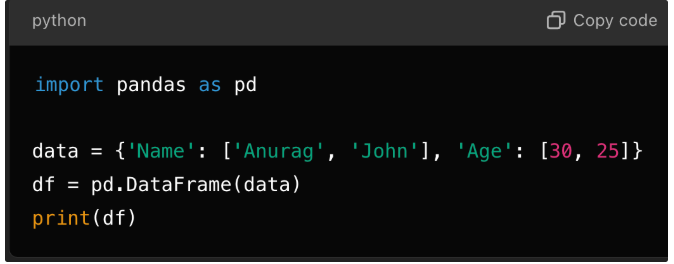 python
Copy code
import pandas as pd
data = {'Name': ['Anurag', 'John'], 'Age': [30, 25]}
df = pd.DataFrame(data)
print(df)